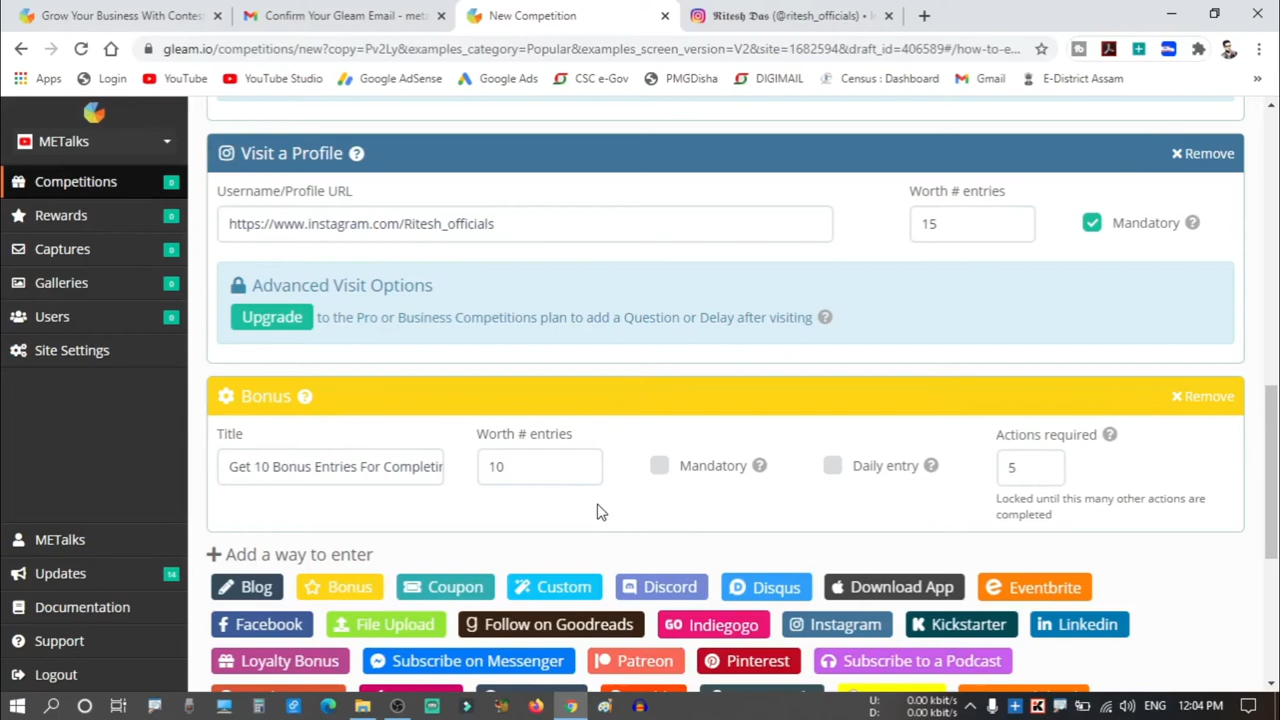 Grow Your Business With Contes
Confirm Your Gleam Email - met
New Competition
Ritesh Das (@ritesh_officials) •
gleam.io/competitions/new?copy=Pv2Ly&examples_category=Popular&examples_screen_version=V2&site=1682594&draft_id=406589#/how-to-e...
Apps
Login
YouTube
YouTube Studio
Google AdSense
Google Ads
CSC e-Gov
PMGDisha
DIGIMAIL
Census : Dashboard
Gmail
E-District Assam
»
METalks
Competitions 0
Rewards 0
Captures 0
Galleries 0
Users 0
Site Settings
METalks
Updates 14
Documentation
Support
Logout
Visit a Profile ?
Remove
Username/Profile URL
Worth # entries
https://www.instagram.com/Ritesh_officials
15
Mandatory ?
Advanced Visit Options
Upgrade to the Pro or Business Competitions plan to add a Question or Delay after visiting ?
Bonus ?
Remove
Title
Worth # entries
Actions required ?
Get 10 Bonus Entries For Completin
10
Mandatory ?
Daily entry ?
5
Locked until this many other actions are
completed
Add a way to enter
Blog
Bonus
Coupon
Custom
Discord
Disqus
Download App
Eventbrite
Facebook
File Upload
Follow on Goodreads
GO Indiegogo
Instagram
Kickstarter
Linkedin
Loyalty Bonus
Subscribe on Messenger
Patreon
Pinterest
Subscribe to a Podcast
U: 0.00 kbit/s
D: 0.00 kbit/s
ENG
12:04 PM